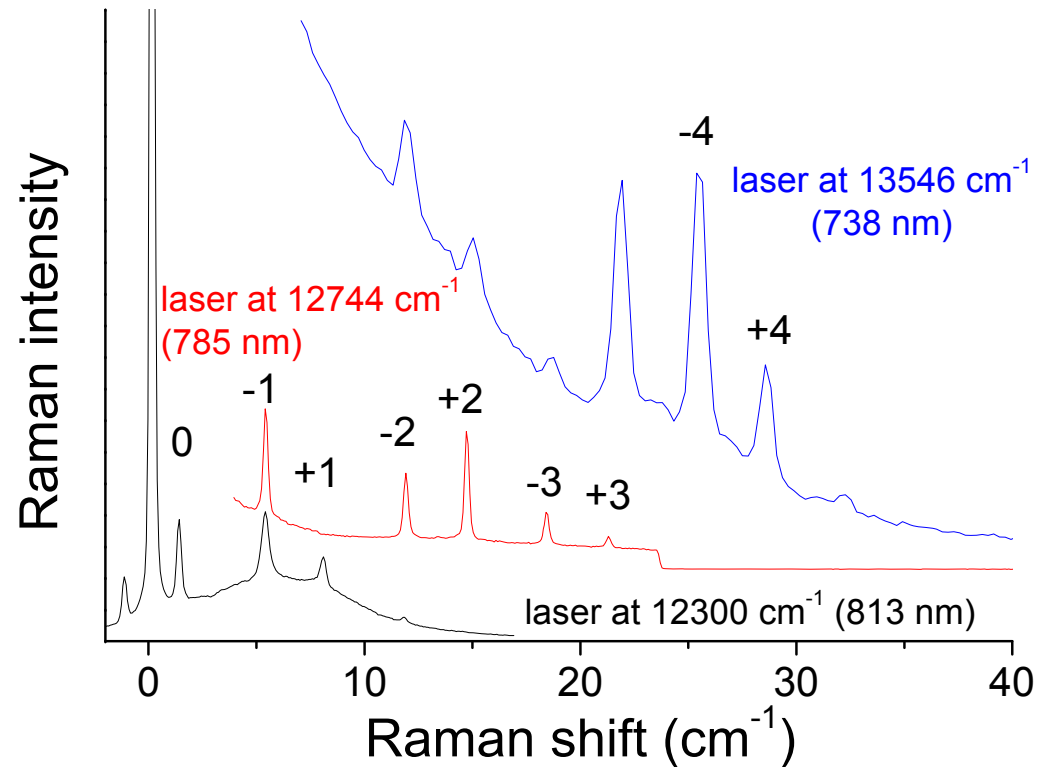 -4
laser at 13546 cm⁻¹
(738 nm)
+4
laser at 12744 cm⁻¹
(785 nm)
-1
0
+1
-2
+2
-3
+3
laser at 12300 cm⁻¹ (813 nm)
0 10 20 30 40
Raman shift (cm⁻¹)
Raman intensity